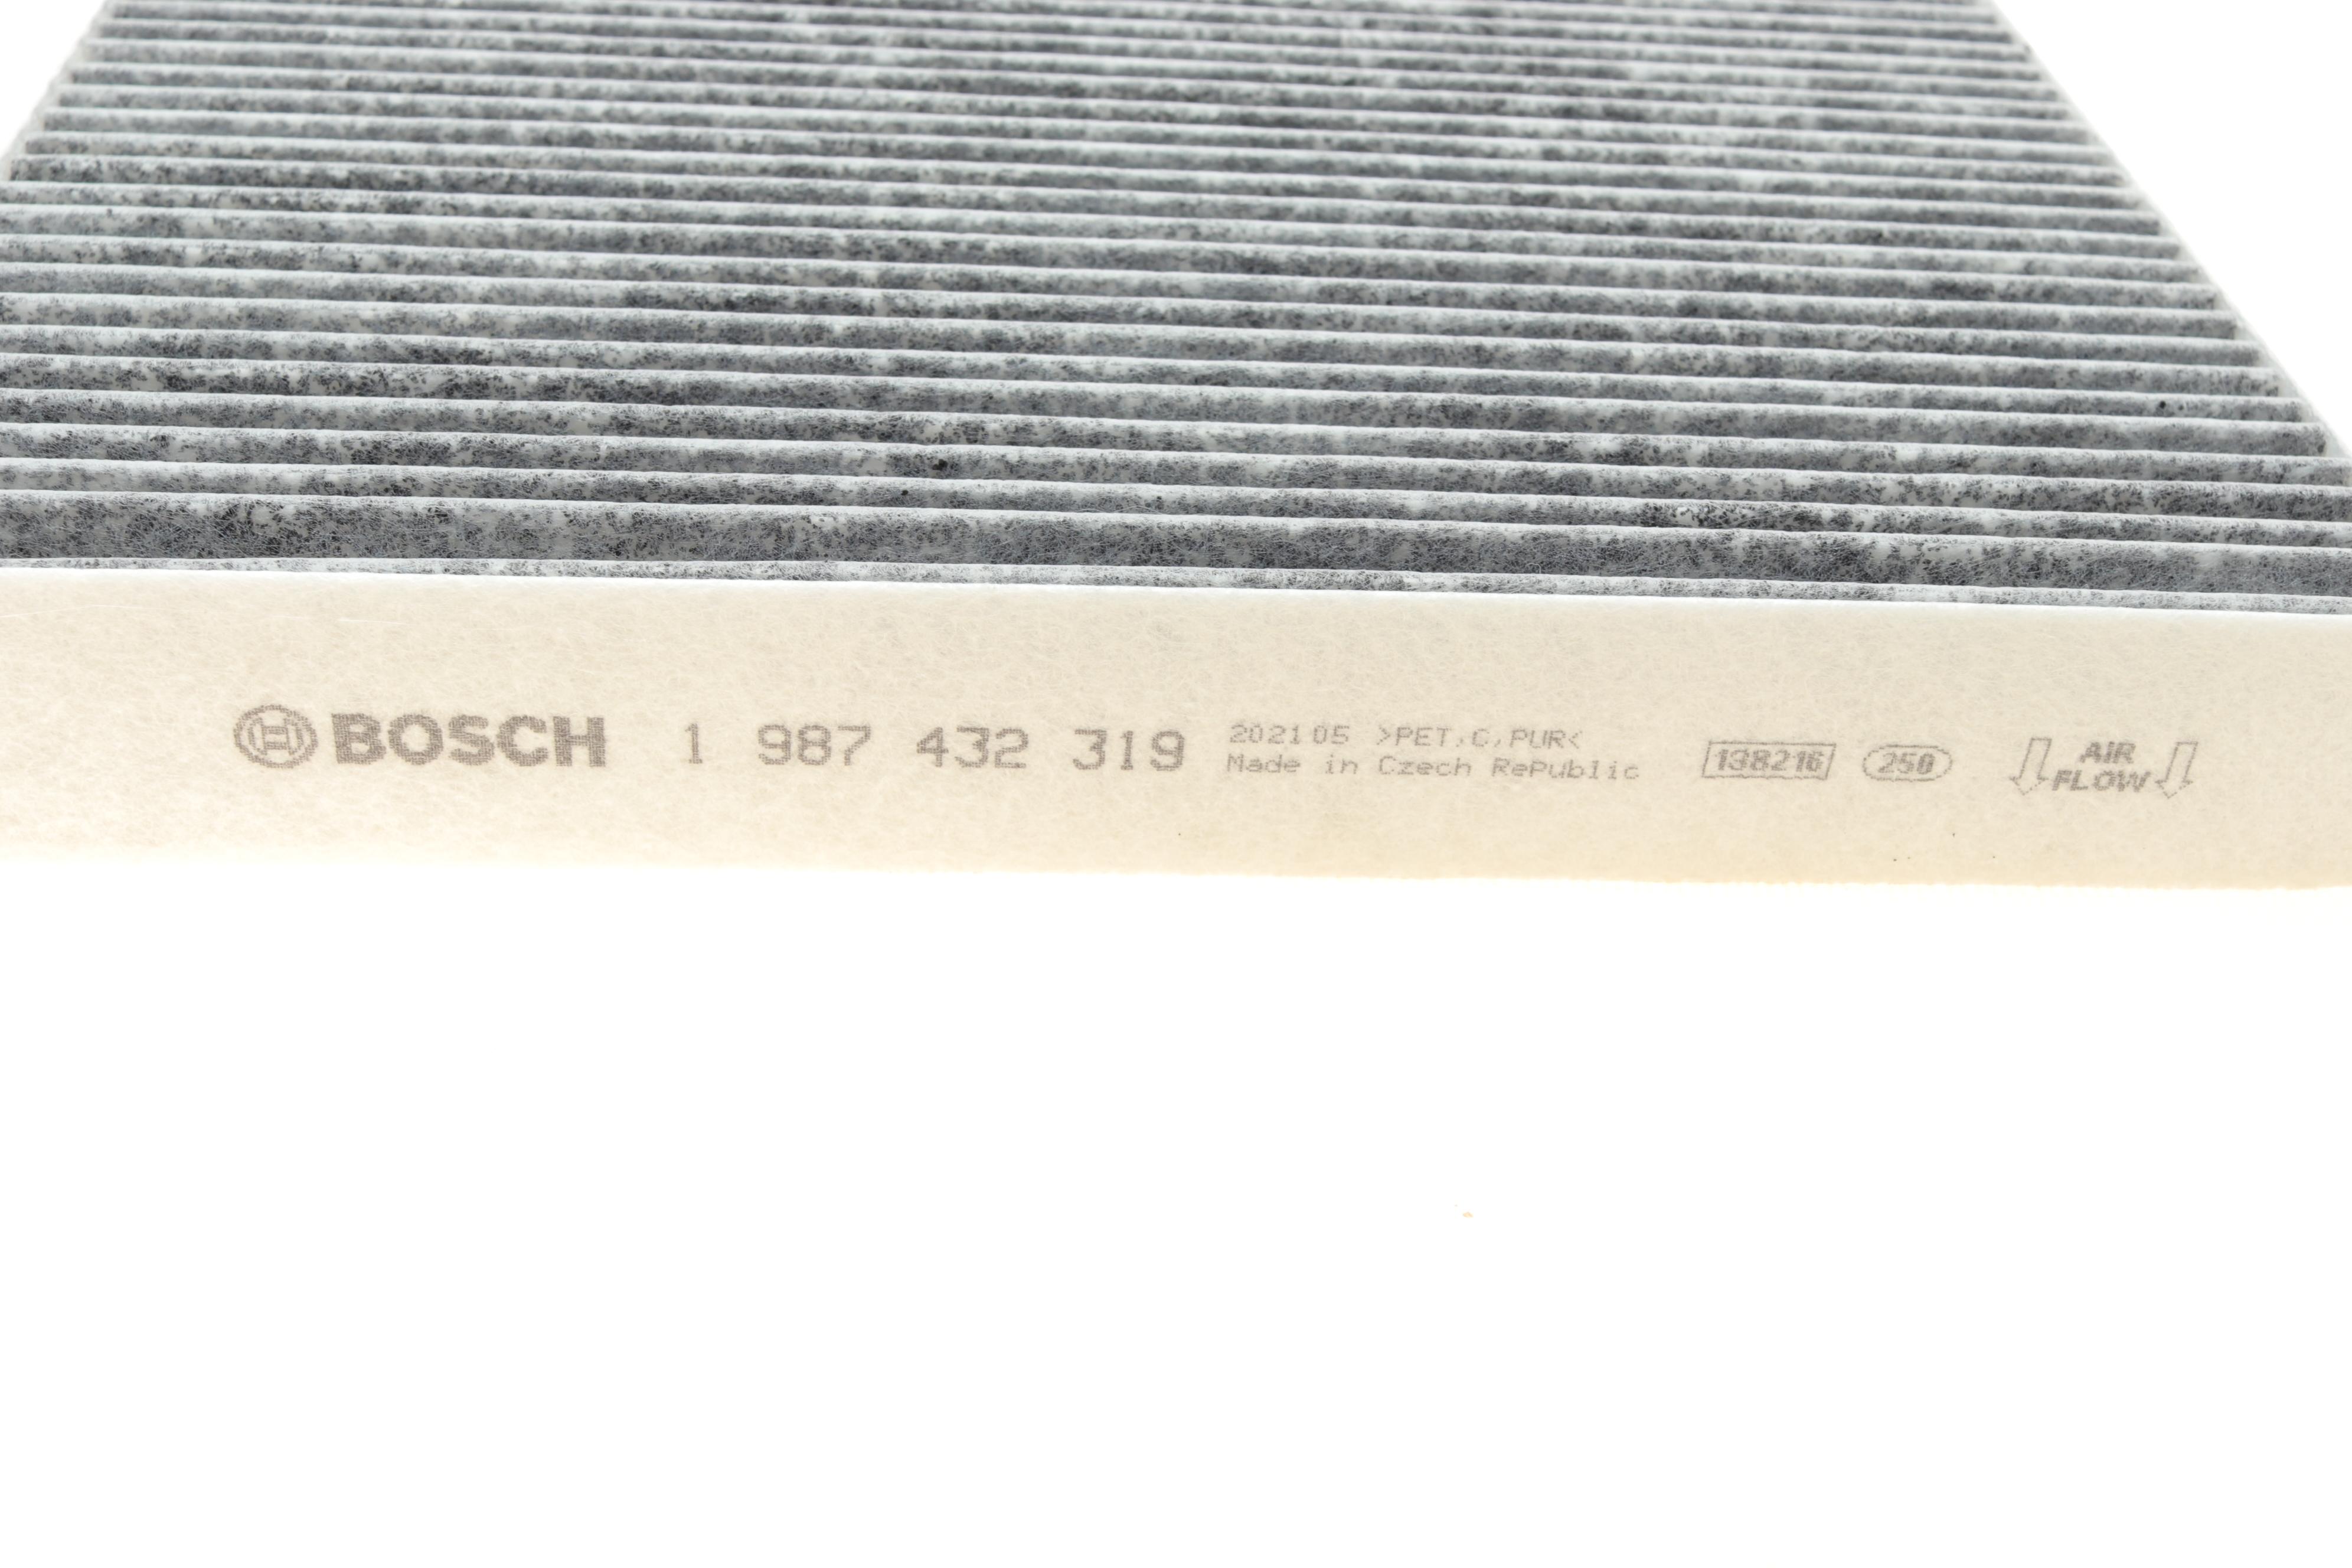 BOSCH 1 987 432 319
202105 >PET,C,PUR<
Made in Czech RePublic
138216
250
AIR
FLOW